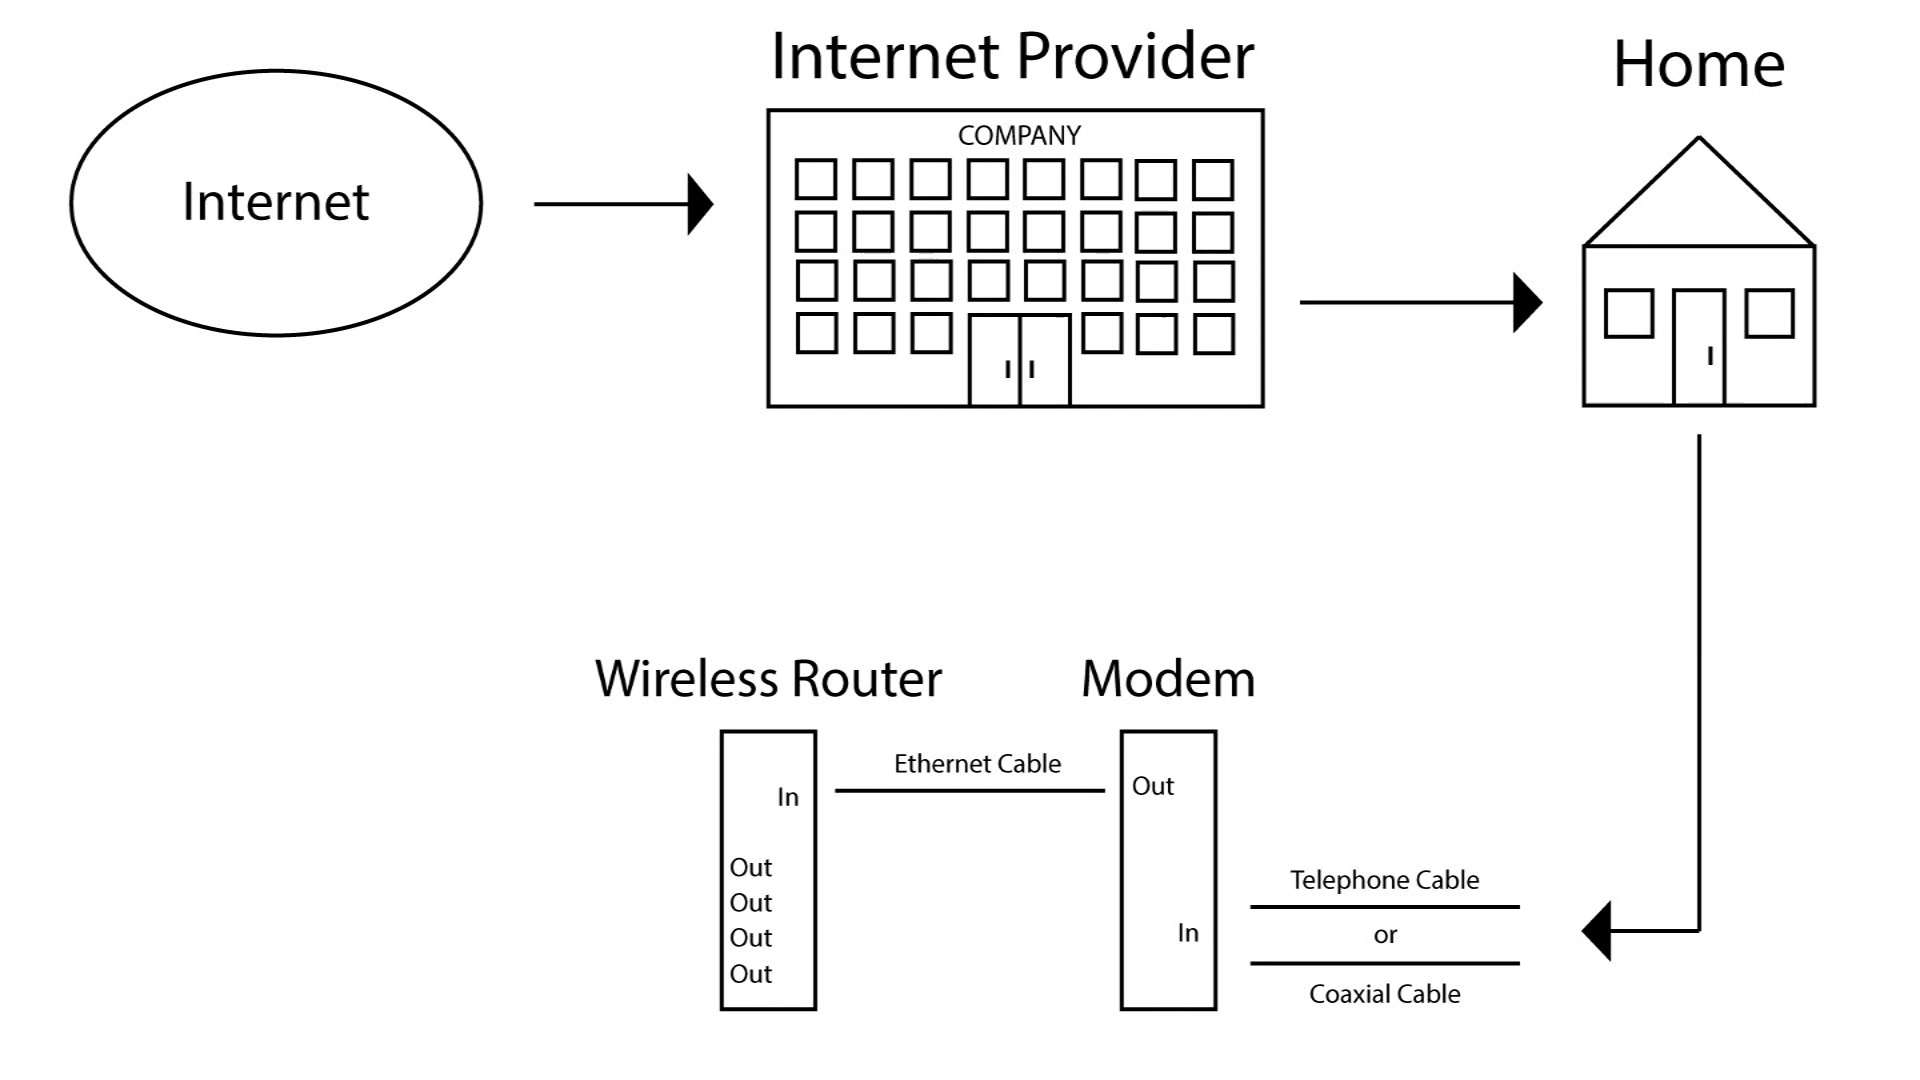 Internet Provider
Home
COMPANY
Internet
Wireless Router
Modem
Ethernet Cable
Out
In
Out
Out
Out
Out
Telephone Cable
or
In
Coaxial Cable